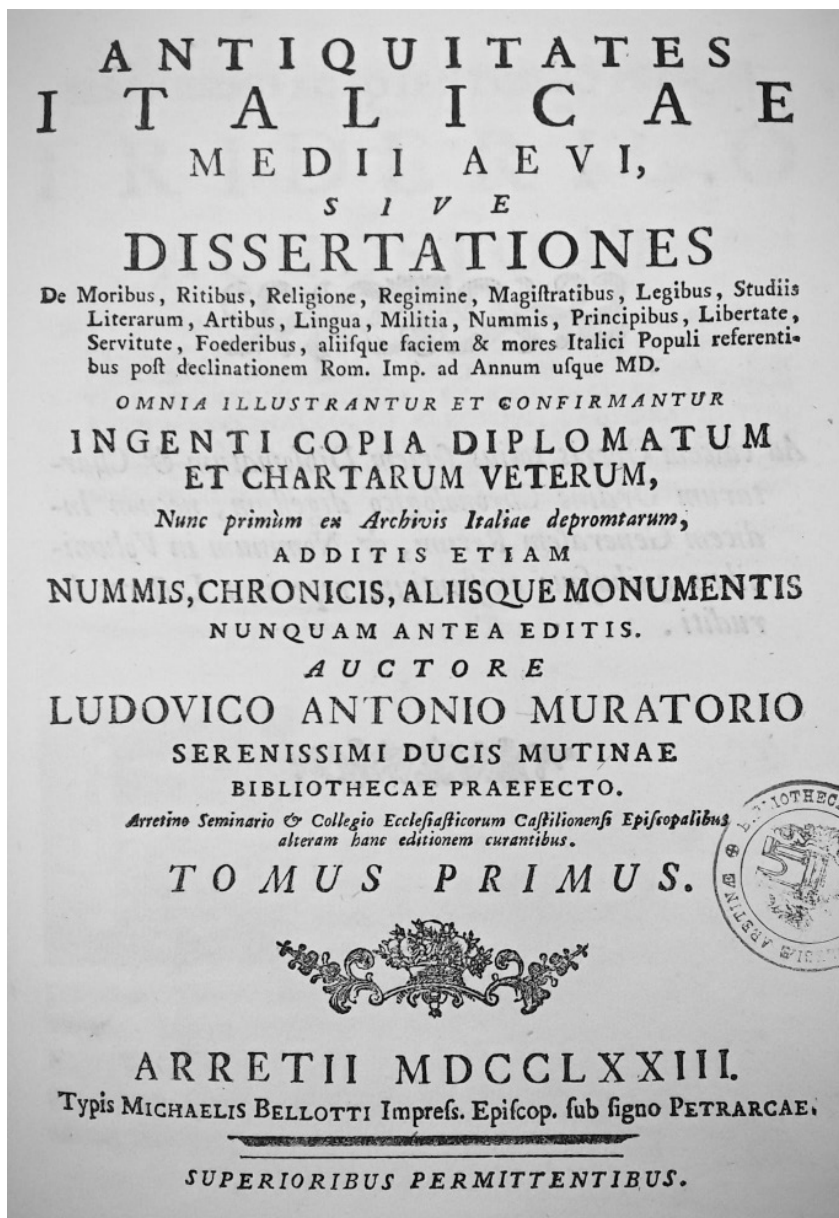 ANTIQUITATES
ITALICAE
MEDII AEVI,
SIVE
DISSERTATIONES
De Moribus, Ritibus, Religione, Regimine, Magiſtratibus, Legibus, Studiis
Literarum, Artibus, Lingua, Militia, Nummis, Principibus, Libertate,
Servitute, Foederibus, aliiſque faciem & mores Italici Populi referenti-
bus poſt declinationem Rom. Imp. ad Annum uſque MD.
OMNIA ILLUSTRANTUR ET CONFIRMANTUR
INGENTI COPIA DIPLOMATUM
ET CHARTARUM VETERUM,
Nunc primùm ex Archivis Italiae depromtarum,
ADDITIS ETIAM
NUMMIS, CHRONICIS, ALIISQUE MONUMENTIS
NUNQUAM ANTEA EDITIS.
AUCTORE
LUDOVICO ANTONIO MURATORIO
SERENISSIMI DUCIS MUTINAE
BIBLIOTHECAE PRAEFECTO.
Arretino Seminario & Collegio Eccleſiaſticorum Caſtilionenſi Epiſcopalibus
alteram hanc editionem curantibus.
TOMUS PRIMUS.
ARRETII MDCCLXXIII.
Typis MICHAELIS BELLOTTI Impreſſ. Epiſcop. ſub ſigno PETRARCAE.
SUPERIORIBUS PERMITTENTIBUS.